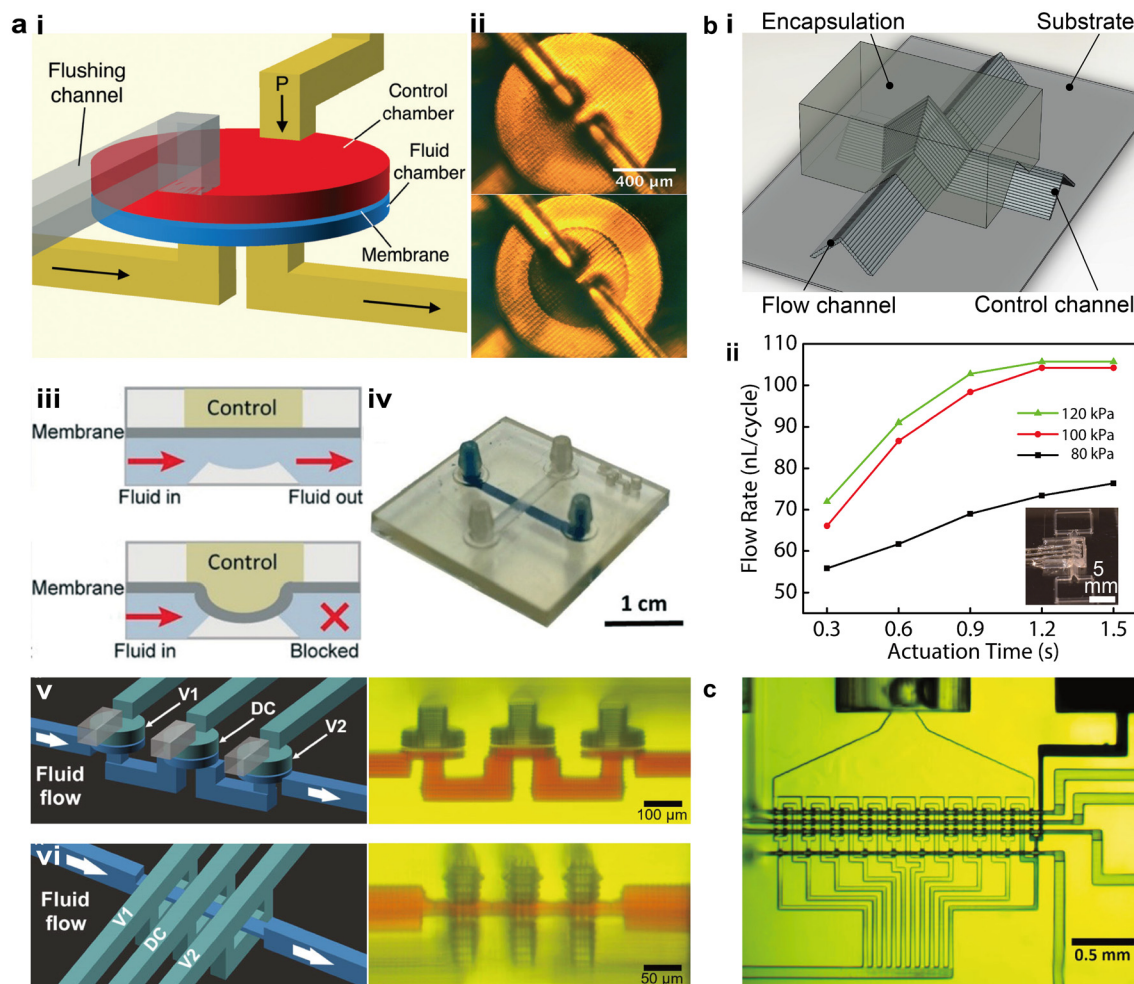 a i
Flushing
channel
P
Control
chamber
Fluid
chamber
Membrane
ii
400 µm
b i
Encapsulation
Substrate
Flow channel
Control channel
ii
110
100
90
80
70
60
50
Flow Rate (nL/cycle)
120 kPa
100 kPa
80 kPa
5
mm
0.3 0.6 0.9 1.2 1.5
Actuation Time (s)
iii
Control
Membrane
Fluid in Fluid out
Control
Membrane
Fluid in Blocked
iv
1 cm
v
V1
DC
V2
Fluid
flow
100 µm
vi
Fluid
flow
V1
DC
V2
50 µm
c
0.5 mm